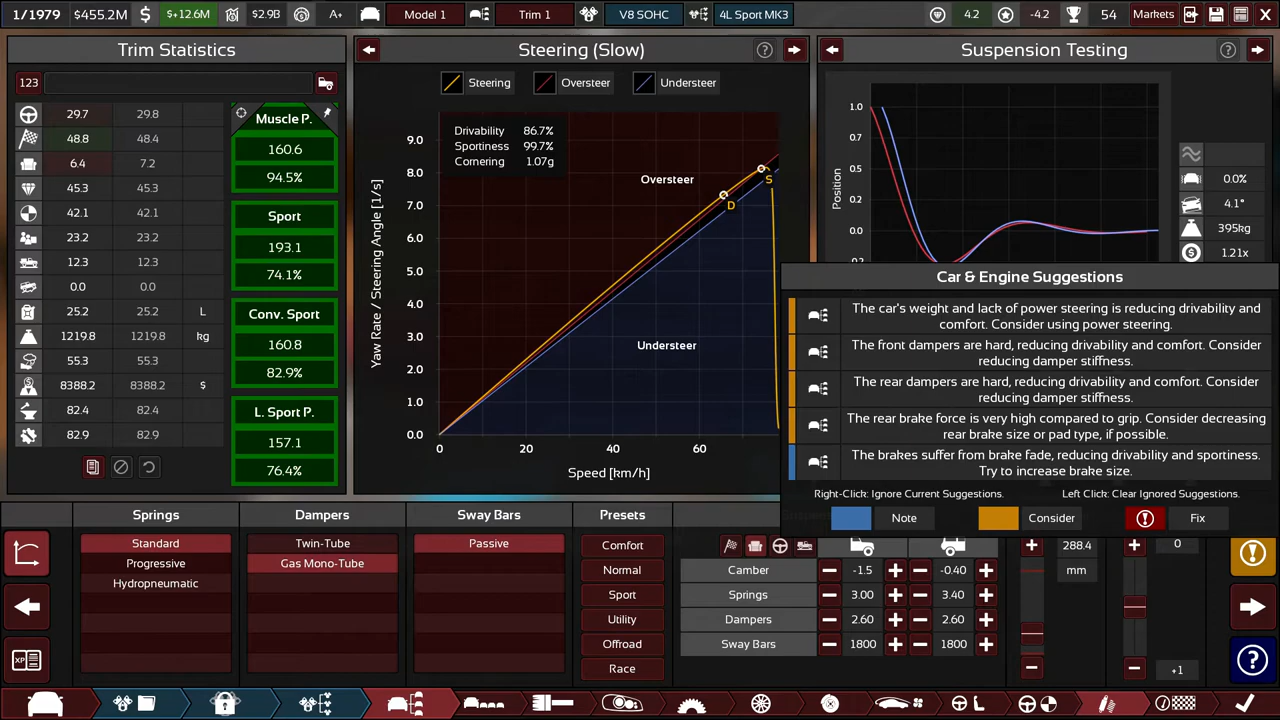 1/1979 $455.2M $+12.6M $2.9B A+ Model 1 Trim 1 V8 SOHC 4L Sport MK3 4.2 -4.2 54 Markets
Trim Statistics
123
29.7 29.8
48.8 48.4
6.4 7.2
45.3 45.3
42.1 42.1
23.2 23.2
12.3 12.3
0.0 0.0
25.2 25.2 L
1219.8 1219.8 kg
55.3 55.3
8388.2 8388.2 $
82.4 82.4
82.9 82.9
Muscle P.
160.6
94.5%
Sport
193.1
74.1%
Conv. Sport
160.8
82.9%
L. Sport P.
157.1
76.4%
Steering (Slow)
Steering Oversteer Understeer
Drivability 86.7%
Sportiness 99.7%
Cornering 1.07g
Yaw Rate / Steering Angle [1/s]
9.0
8.0
7.0
6.0
5.0
4.0
3.0
2.0
1.0
0.0
Oversteer
S
D
Understeer
0 20 40 60
Speed [km/h]
Suspension Testing
Position
1.0
0.7
0.5
0.2
0.0
0.0%
4.1°
395kg
1.21x
Car & Engine Suggestions
The car's weight and lack of power steering is reducing drivability and
comfort. Consider using power steering.
The front dampers are hard, reducing drivability and comfort. Consider
reducing damper stiffness.
The rear dampers are hard, reducing drivability and comfort. Consider
reducing damper stiffness.
The rear brake force is very high compared to grip. Consider decreasing
rear brake size or pad type, if possible.
The brakes suffer from brake fade, reducing drivability and sportiness.
Try to increase brake size.
Right-Click: Ignore Current Suggestions. Left Click: Clear Ignored Suggestions.
Note Consider Fix
Springs
Standard
Progressive
Hydropneumatic
Dampers
Twin-Tube
Gas Mono-Tube
Sway Bars
Passive
Presets
Comfort
Normal
Sport
Utility
Offroad
Race
Camber -1.5 -0.40
Springs 3.00 3.40
Dampers 2.60 2.60
Sway Bars 1800 1800
288.4
mm
0
+1
XP